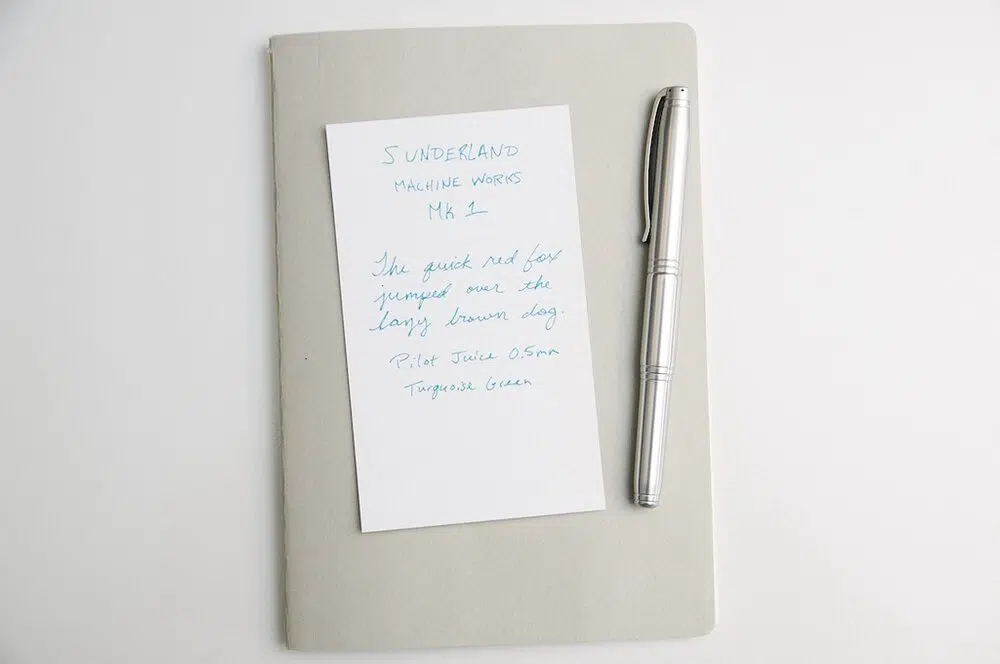 SUNDERLAND
MACHINE WORKS
Mk 1
The quick red fox
jumped over the
lazy brown dog.
Pilot Juice 0.5mm
Turquoise Green